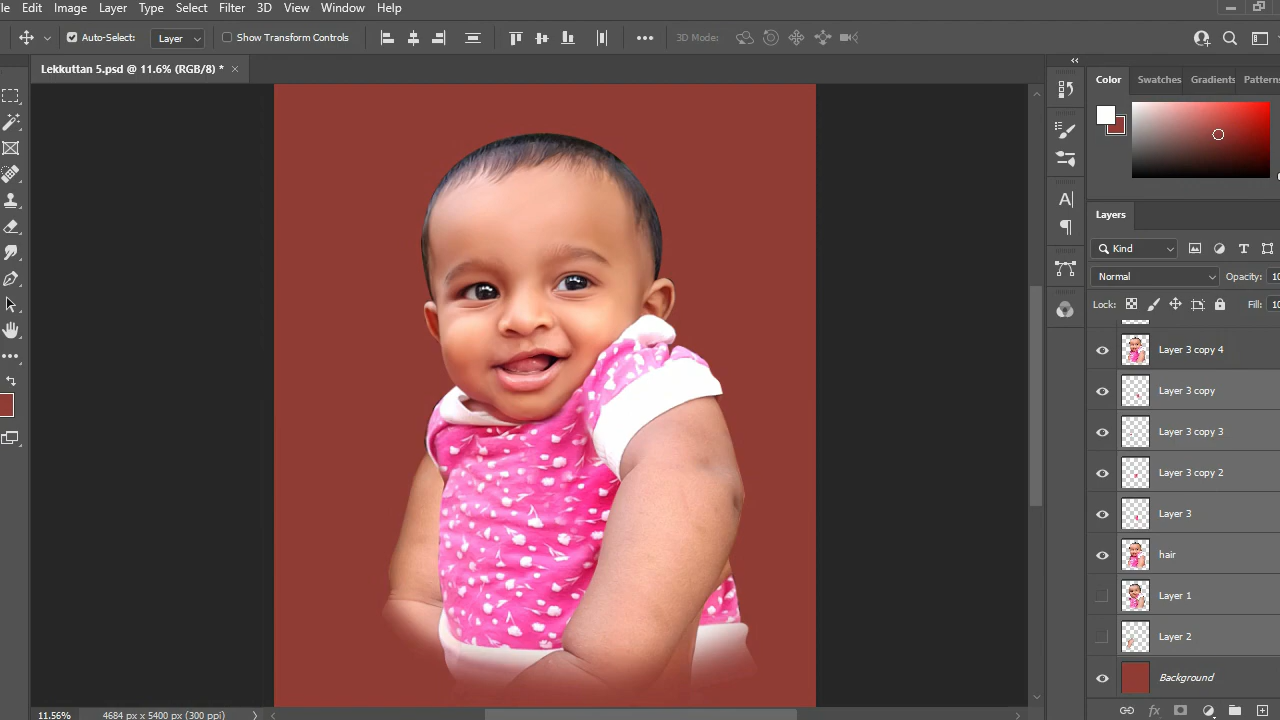 le Edit Image Layer Type Select Filter 3D View Window Help
Auto-Select: Layer Show Transform Controls 3D Mode:
Lekkuttan 5.psd @ 11.6% (RGB/8) *
Color Swatches Gradients Patterns
Layers
Kind
Normal Opacity: 10
Lock: Fill: 10
Layer 3 copy 4
Layer 3 copy
Layer 3 copy 3
Layer 3 copy 2
Layer 3
hair
Layer 1
Layer 2
Background
11.56% 4684 px x 5400 px (300 ppi)